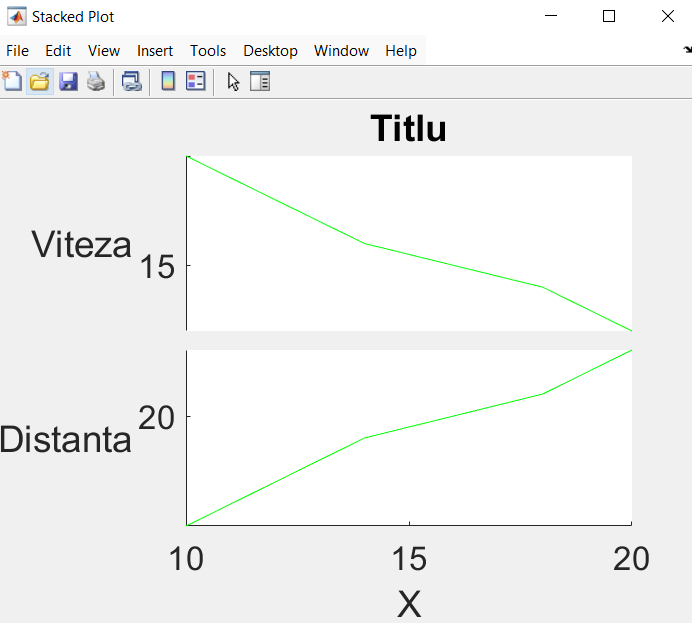 Stacked Plot
File Edit View Insert Tools Desktop Window Help
Titlu
Viteza
15
20
Distanta
10 15 20
X